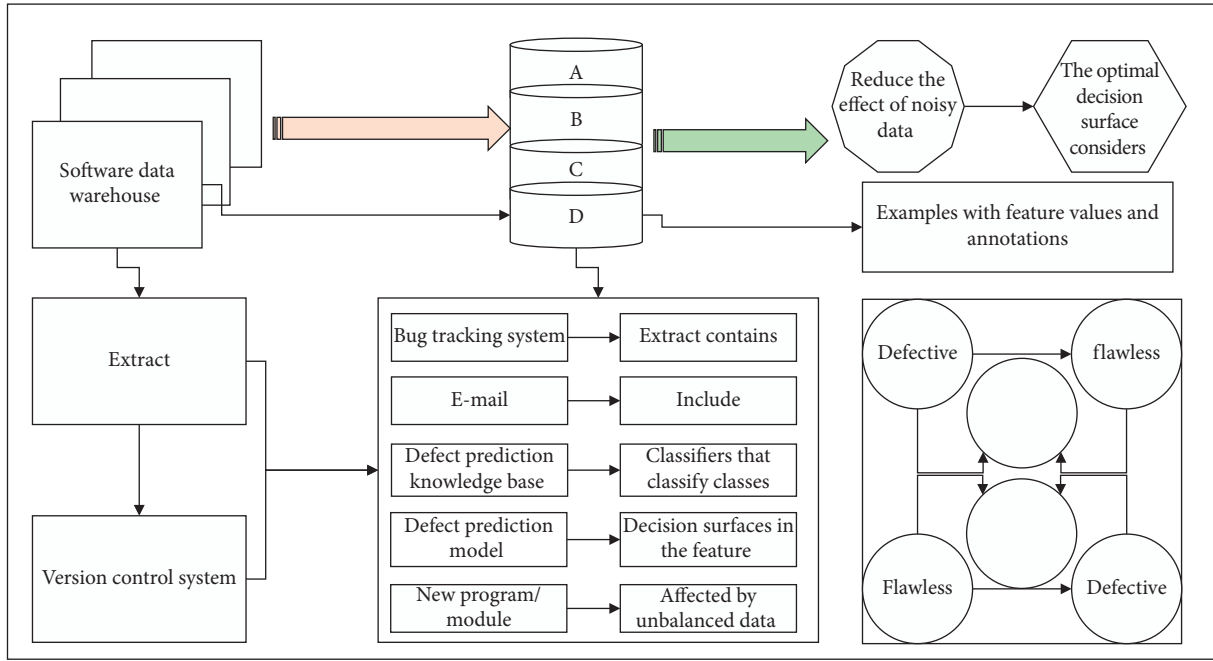 Software data
warehouse
A
B
C
D
Reduce the
effect of noisy
data
The optimal
decision
surface
considers
Examples with feature values and
annotations
Extract
Version control system
Bug tracking system
Extract contains
E-mail
Include
Defect prediction
knowledge base
Classifiers that
classify classes
Defect prediction
model
Decision surfaces in
the feature
New program/
module
Affected by
unbalanced data
Defective
flawless
Flawless
Defective